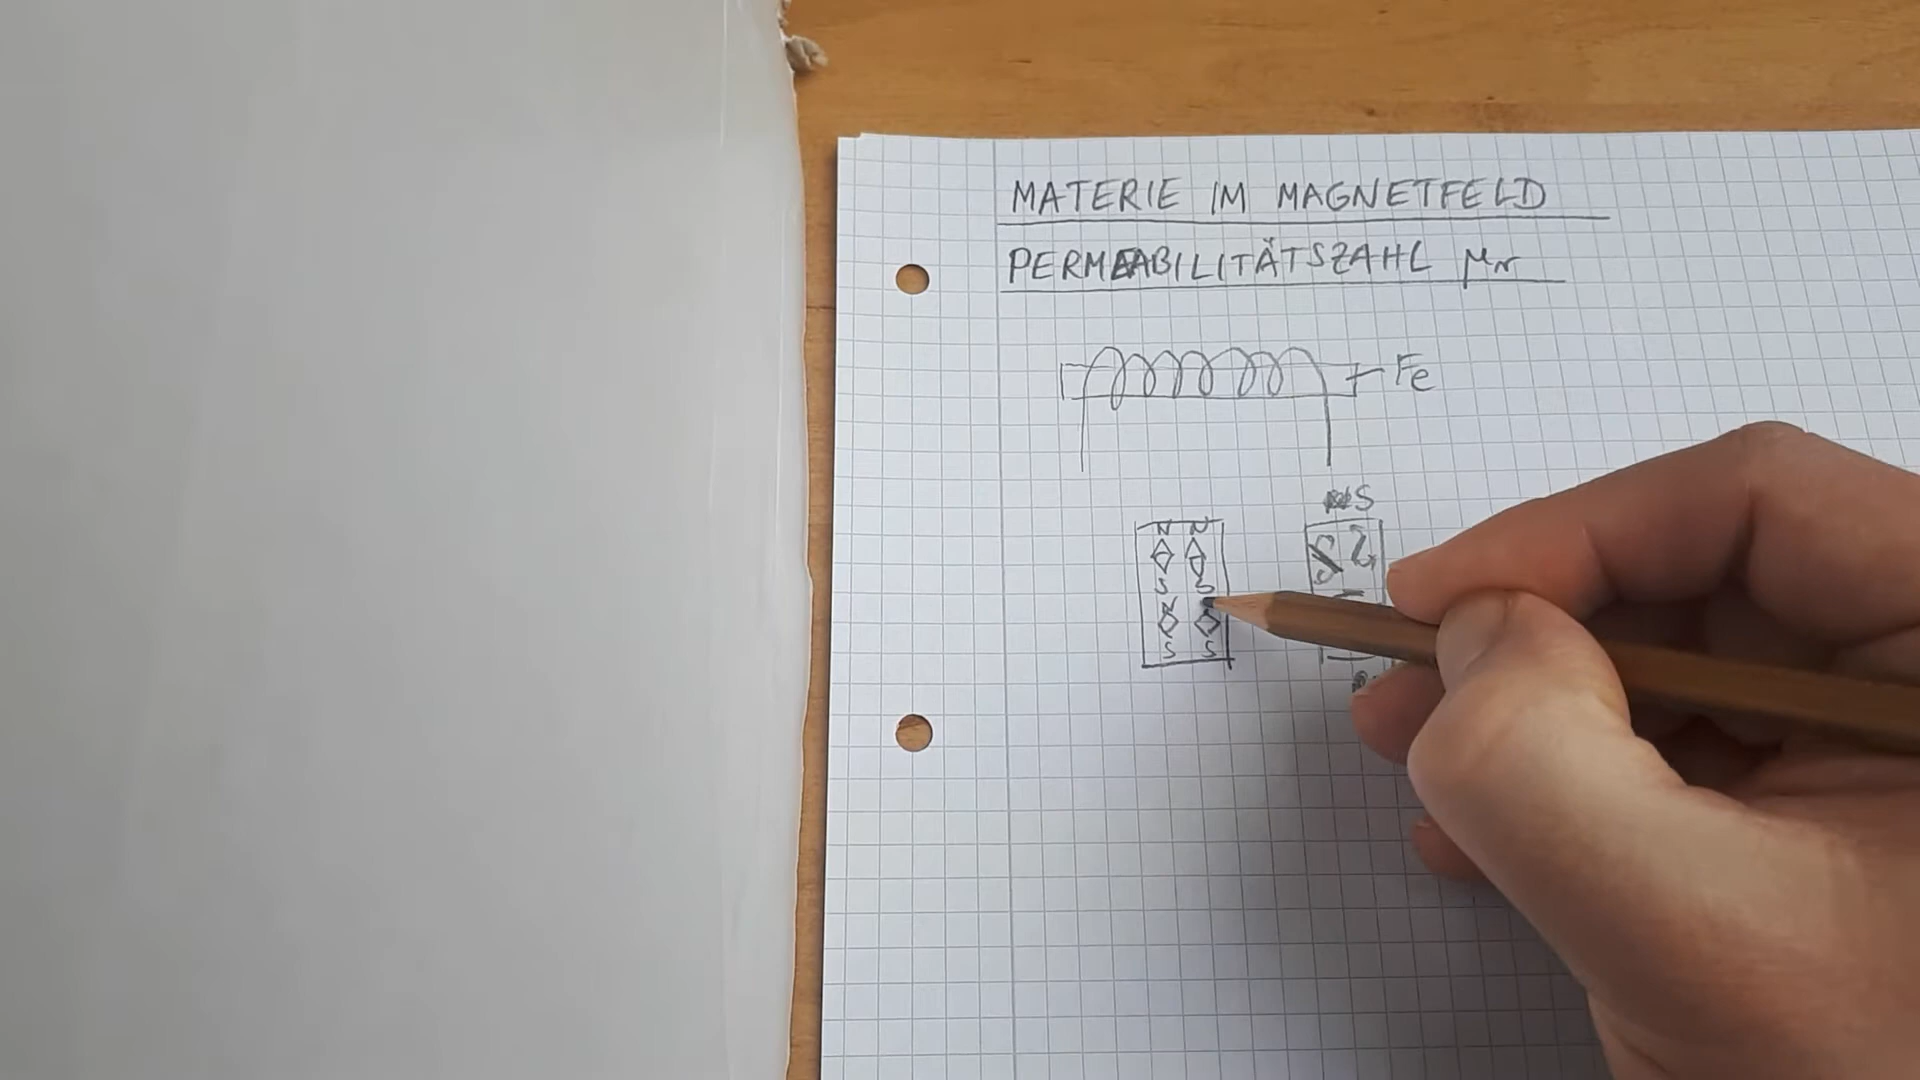 MATERIE IM MAGNETFELD
PERMEABILITÄTSZAHL μr
Fe
S
N N
S S
N
S S